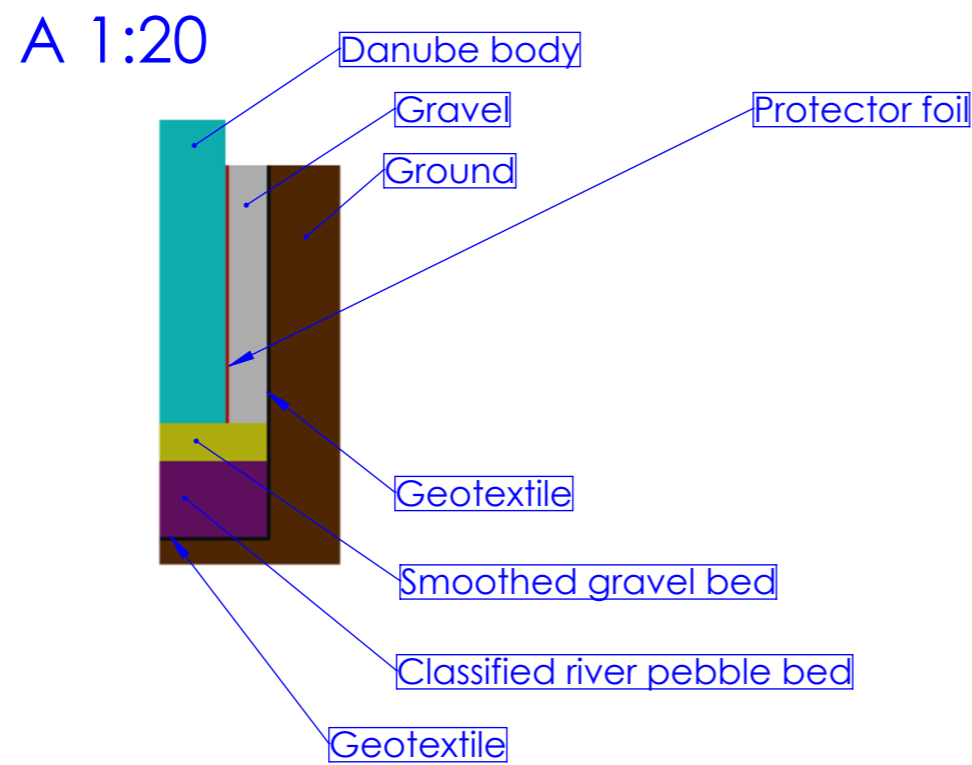 A 1:20
Danube body
Gravel
Protector foil
Ground
Geotextile
Smoothed gravel bed
Classified river pebble bed
Geotextile